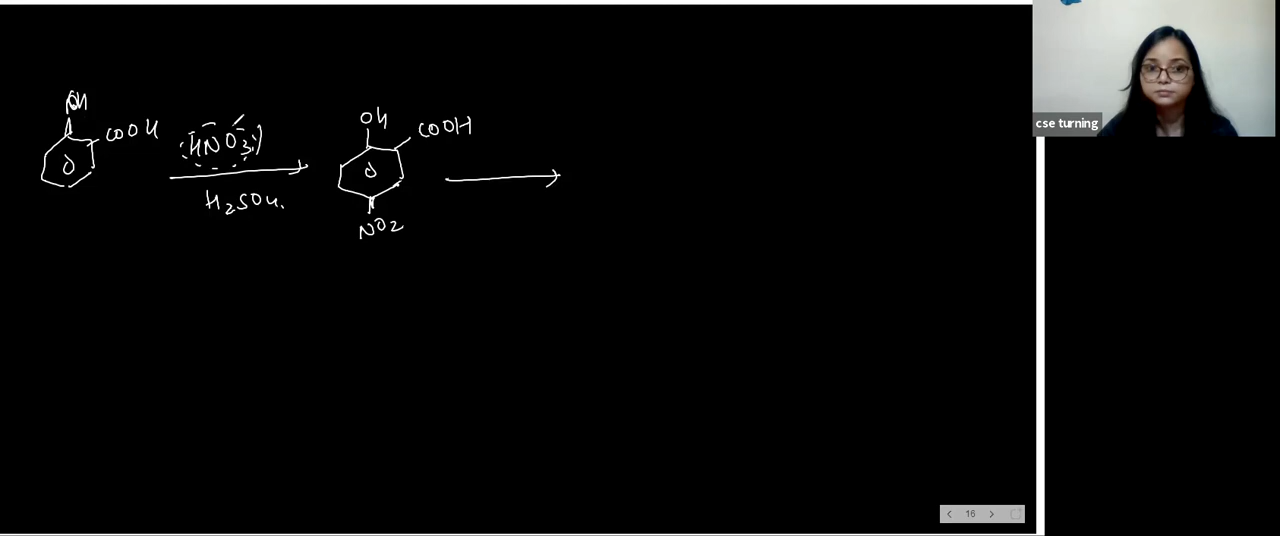 OH
COOH
HNO3
H2SO4.
OH
COOH
NO2
cse turning
16